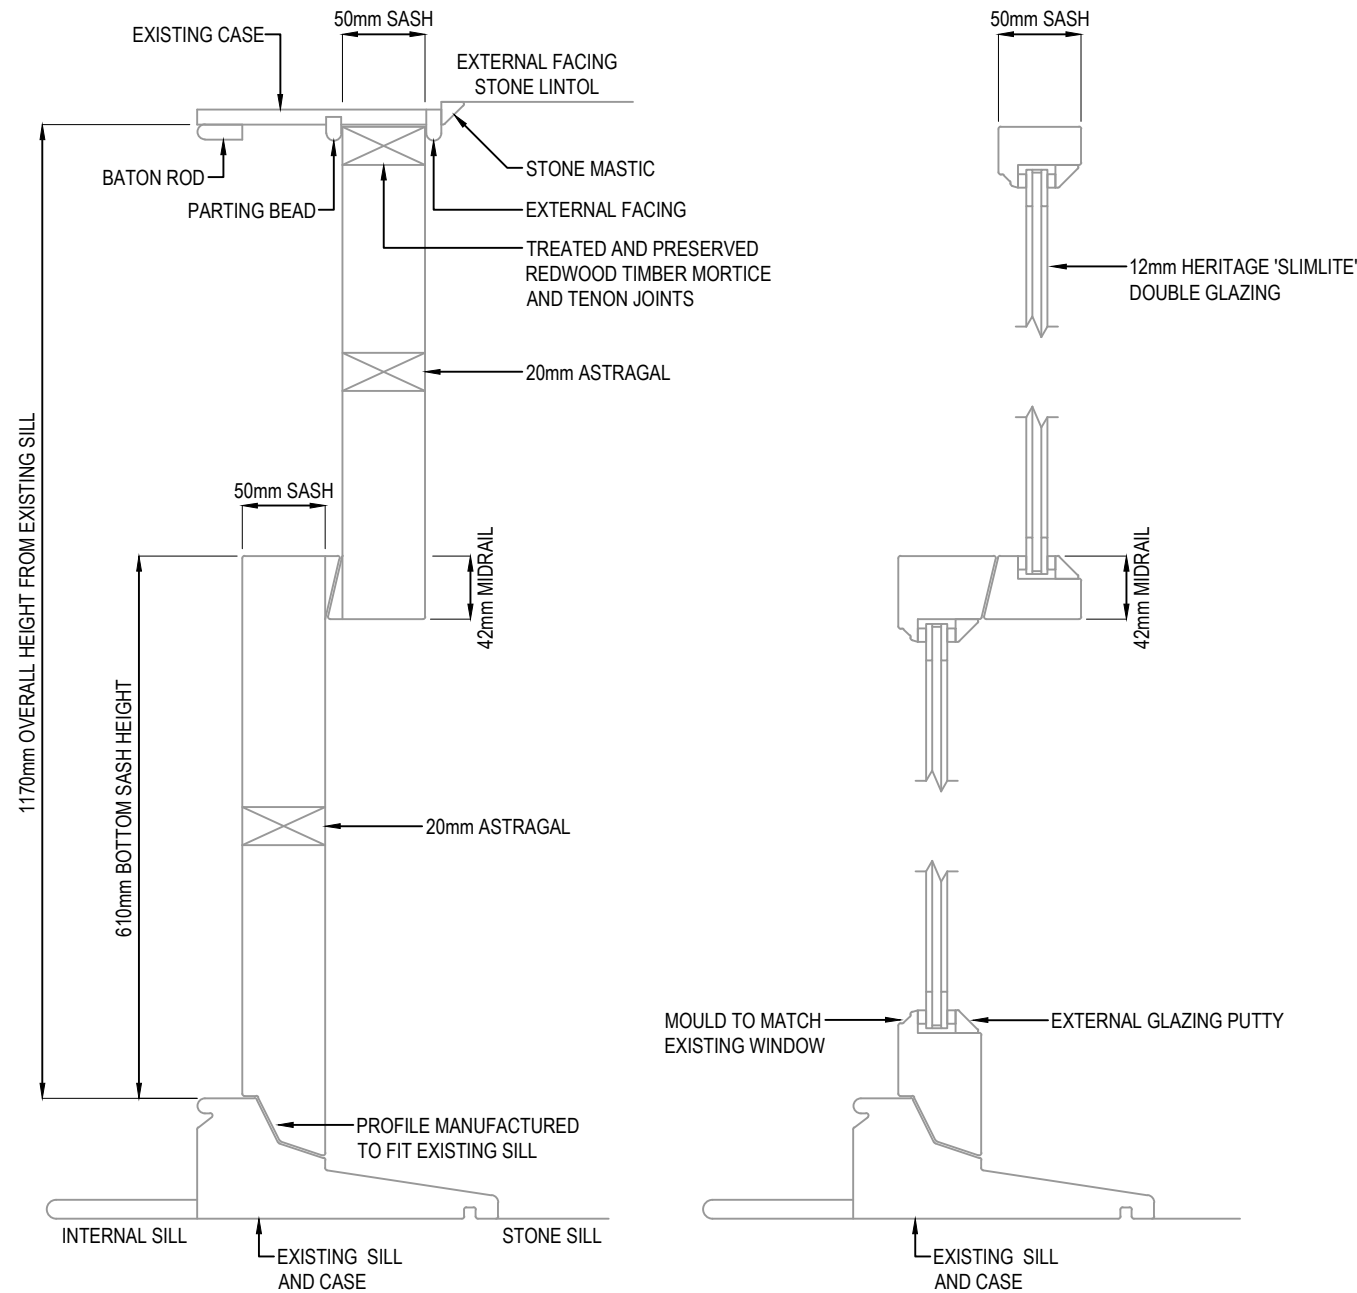 50mm SASH
EXISTING CASE
EXTERNAL FACING
STONE LINTOL
STONE MASTIC
BATON ROD
PARTING BEAD
EXTERNAL FACING
TREATED AND PRESERVED
REDWOOD TIMBER MORTICE
AND TENON JOINTS
20mm ASTRAGAL
50mm SASH
1170mm OVERALL HEIGHT FROM EXISTING SILL
42mm MIDRAIL
610mm BOTTOM SASH HEIGHT
20mm ASTRAGAL
PROFILE MANUFACTURED
TO FIT EXISTING SILL
INTERNAL SILL
STONE SILL
EXISTING SILL
AND CASE
50mm SASH
12mm HERITAGE 'SLIMLITE'
DOUBLE GLAZING
42mm MIDRAIL
MOULD TO MATCH
EXISTING WINDOW
EXTERNAL GLAZING PUTTY
EXISTING SILL
AND CASE